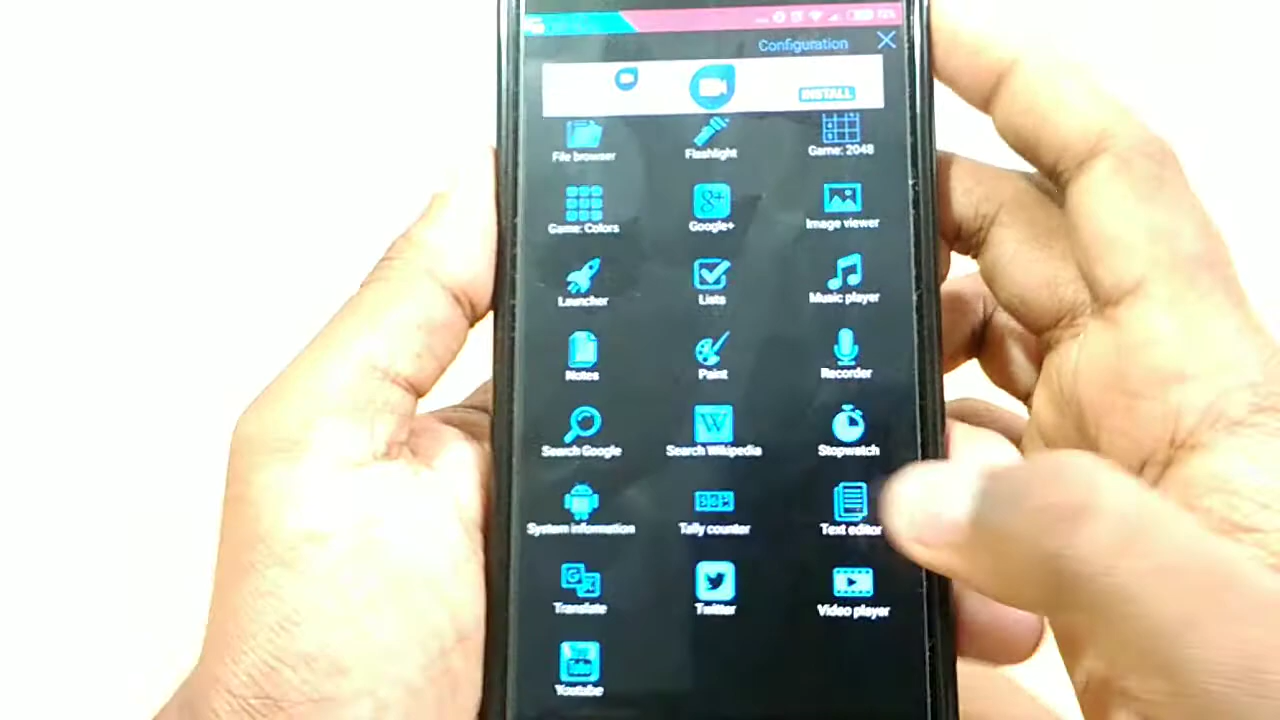 Configuration
INSTALL
File browser
Flashlight
Game: 2048
Game: Colors
Google+
Image viewer
Launcher
Lists
Music player
Notes
Paint
Recorder
Search Google
Search Wikipedia
Stopwatch
System information
Tally counter
Text editor
Translate
Twitter
Video player
Youtube